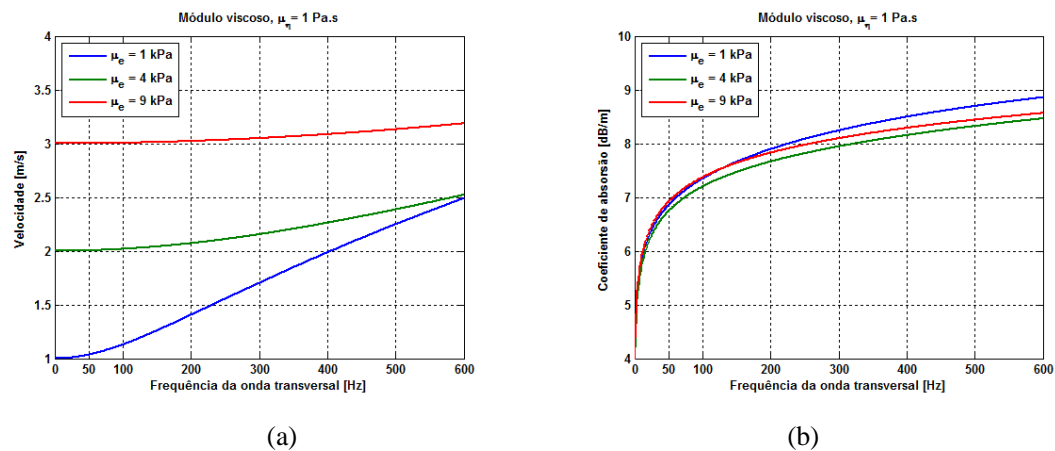 Módulo viscoso, μη= 1 Pa.s
4
3.5
3
2.5
2
1.5
1
μe = 1 kPa
μe = 4 kPa
μe = 9 kPa
Velocidade [m/s]
0 50 100 200 300 400 500 600
Frequência da onda transversal [Hz]
(a)
Módulo viscoso, μη= 1 Pa.s
10
9
8
7
6
5
4
μe = 1 kPa
μe = 4 kPa
μe = 9 kPa
Coeficiente de absorsão [dB/m]
0 50 100 200 300 400 500 600
Frequência da onda transversal [Hz]
(b)